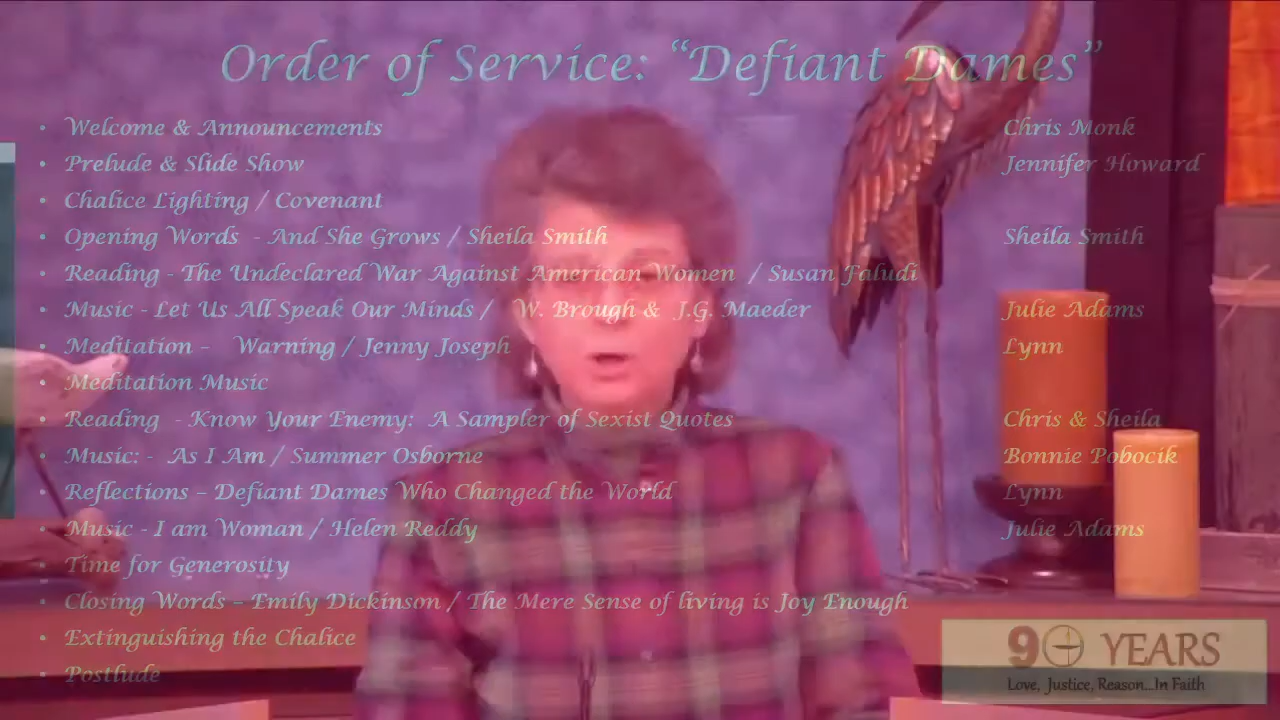 Order of Service: “Defiant Dames”
• Welcome & Announcements Chris Monk
• Prelude & Slide Show Jennifer Howard
• Chalice Lighting / Covenant
• Opening Words - And She Grows / Sheila Smith Sheila Smith
• Reading - The Undeclared War Against American Women / Susan Faludi
• Music - Let Us All Speak Our Minds / W. Brough & J.G. Maeder Julie Adams
• Meditation – Warning / Jenny Joseph Lynn
• Meditation Music
• Reading - Know Your Enemy: A Sampler of Sexist Quotes Chris & Sheila
• Music: - As I Am / Summer Osborne Bonnie Pobocik
• Reflections – Defiant Dames Who Changed the World Lynn
• Music - I am Woman / Helen Reddy Julie Adams
• Time for Generosity
• Closing Words – Emily Dickinson / The Mere Sense of living is Joy Enough
• Extinguishing the Chalice
• Postlude
90 YEARS
Love, Justice, Reason...In Faith